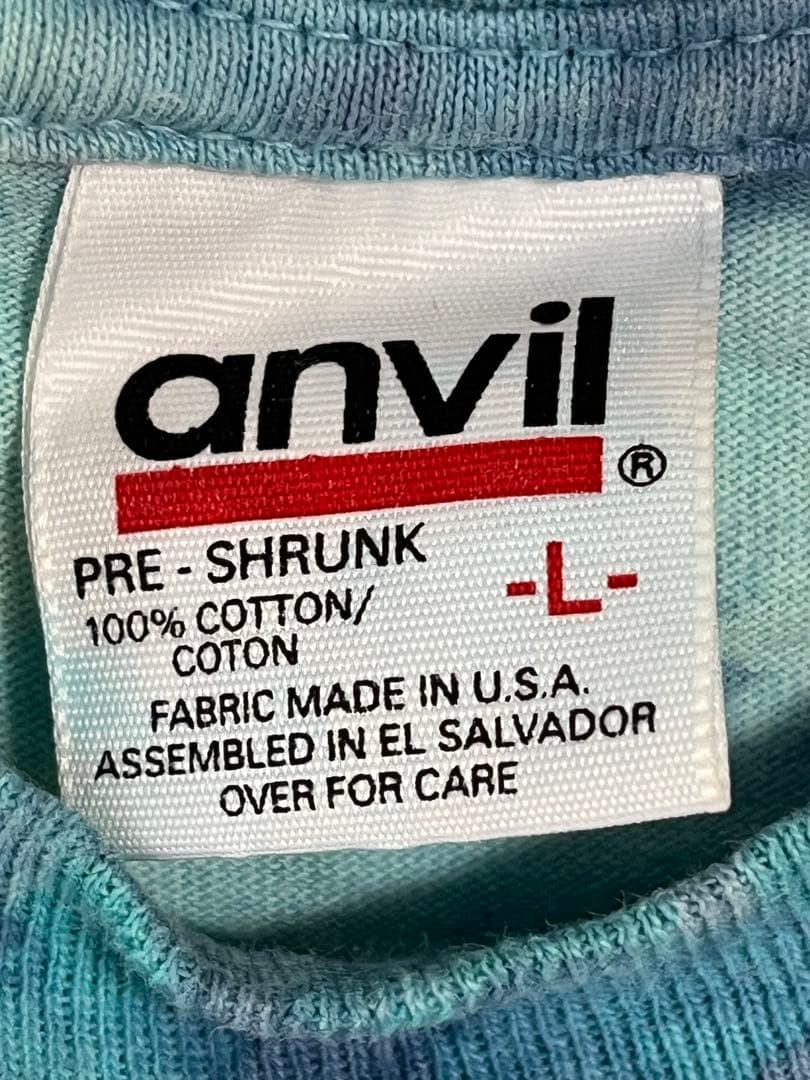 anvil
®
PRE - SHRUNK
-L-
100% COTTON/
COTON
FABRIC MADE IN U.S.A.
ASSEMBLED IN EL SALVADOR
OVER FOR CARE